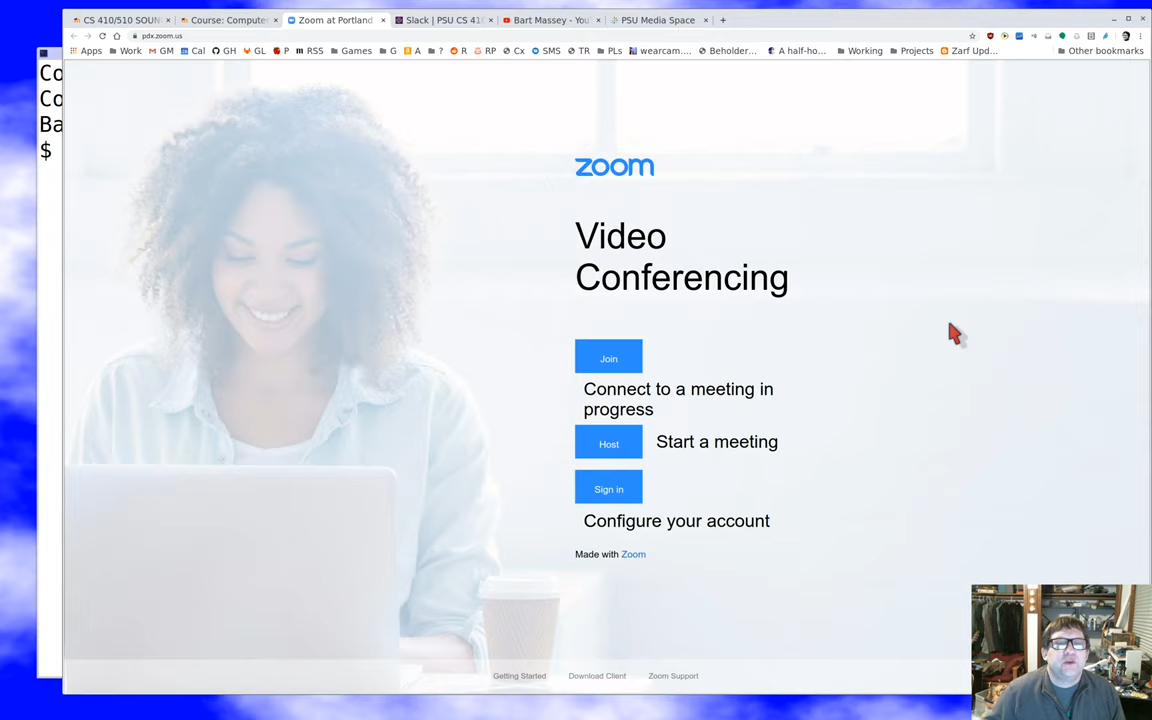 CS 410/510 SOUN
Course: Compute
Zoom at Portland
Slack | PSU CS 41
Bart Massey - You
PSU Media Space
pdx.zoom.us
Apps Work GM Cal GH GL P RSS Games G A ? R RP Cx SMS TR PLs wearcam.... Beholder... A half-ho... Working Projects Zarf Upd... Other bookmarks
Co
Co
Ba
$
zoom
Video
Conferencing
Join
Connect to a meeting in
progress
Host Start a meeting
Sign in
Configure your account
Made with Zoom
Getting Started Download Client Zoom Support